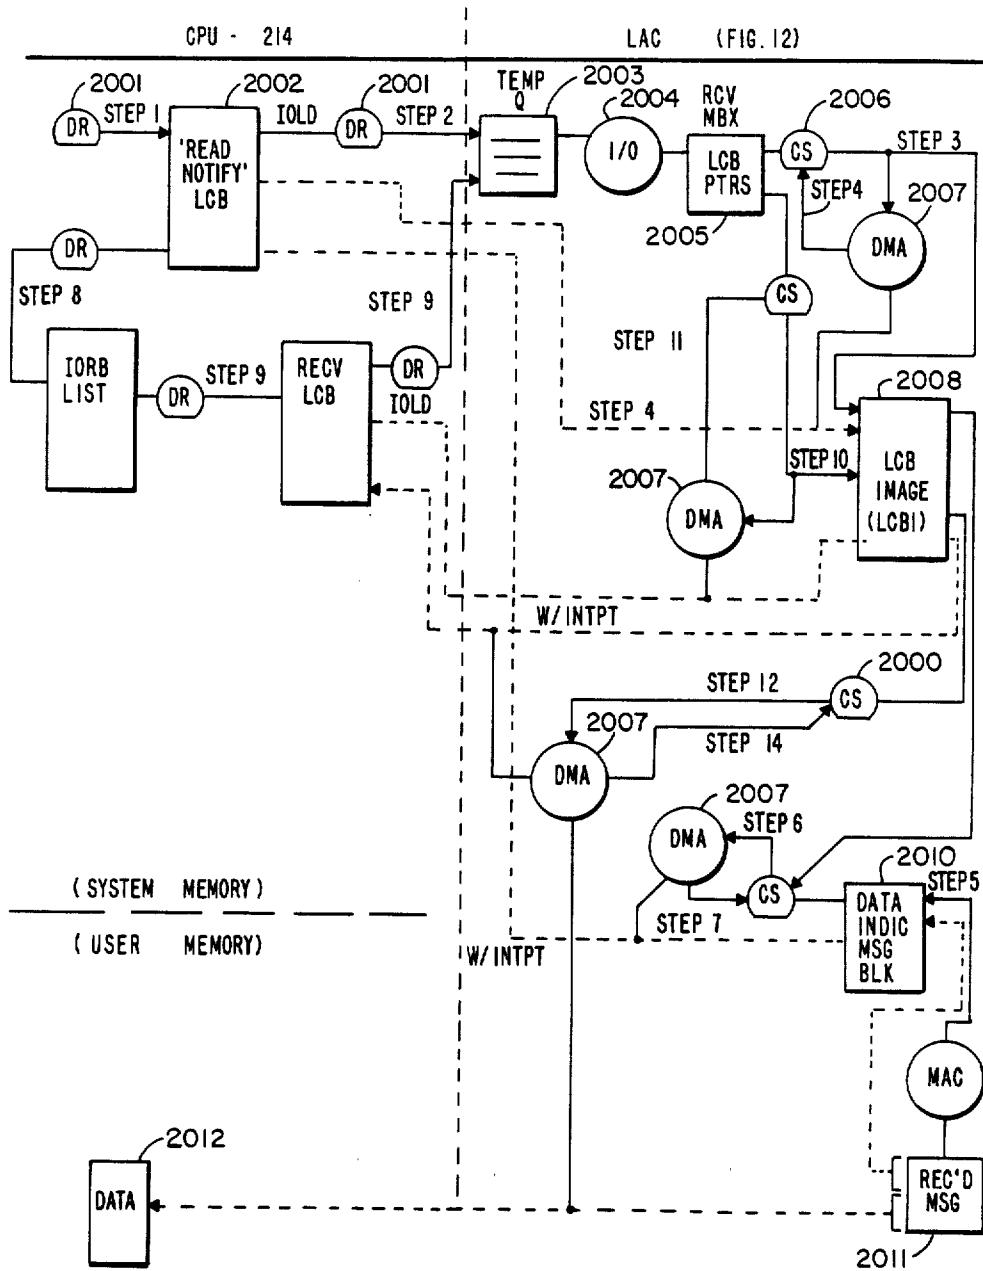 CPU - 214
LAC (FIG. 12)
2001
STEP 1
DR
2002
'READ NOTIFY' LCB
IOLD
2001
DR
STEP 2
TEMP Q
2003
2004
I/O
RCV MBX
LCB PTRS
2005
2006
CS
STEP 3
STEP4
2007
DMA
DR
STEP 8
STEP 9
CS
STEP 11
IORB LIST
DR
STEP 9
RECV LCB
DR
IOLD
STEP 4
2008
LCB IMAGE (LCBI)
STEP 10
2007
DMA
W/INTPT
2000
STEP 12
CS
STEP 14
2007
DMA
2007
DMA
STEP 6
CS
STEP 7
2010
STEP5
DATA INDIC MSG BLK
(SYSTEM MEMORY)
(USER MEMORY)
W/INTPT
MAC
2012
DATA
REC'D MSG
2011